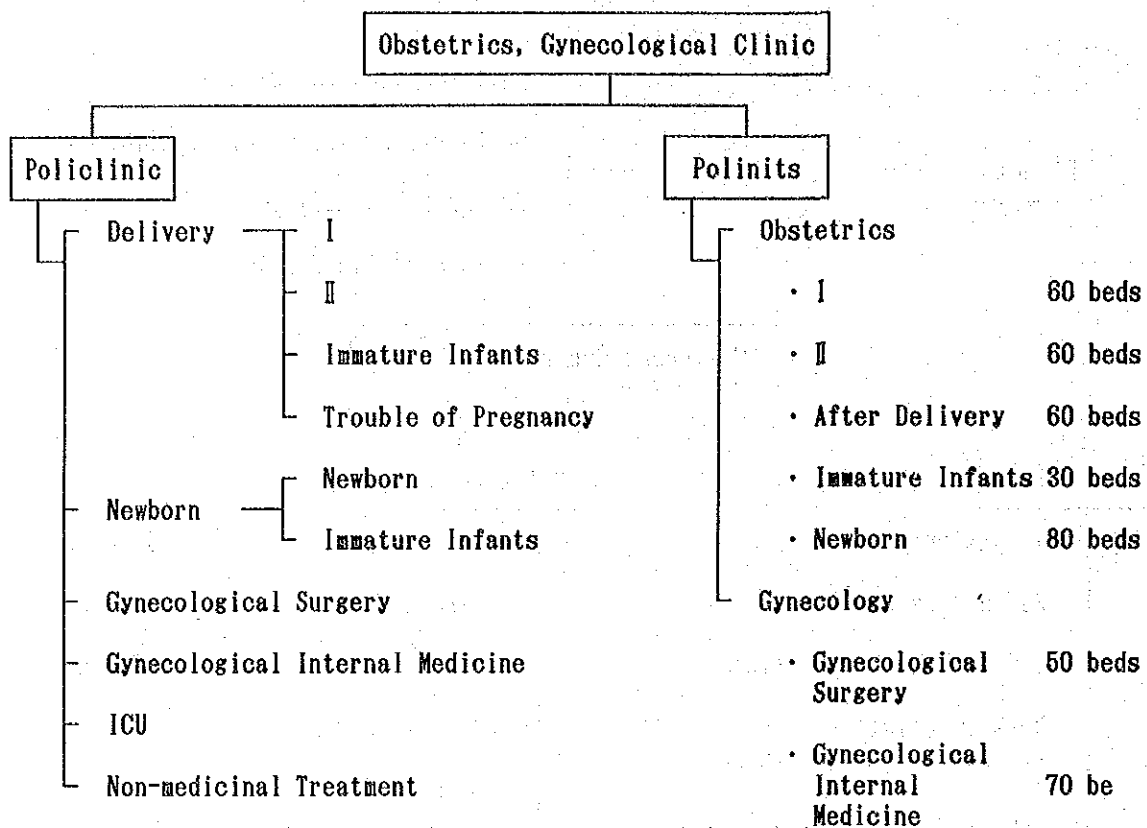 Obstetrics, Gynecological Clinic
Policlinic
Delivery
I
II
Immature Infants
Trouble of Pregnancy
Newborn
Newborn
Immature Infants
Gynecological Surgery
Gynecological Internal Medicine
ICU
Non-medicinal Treatment
Polinits
Obstetrics
· I 60 beds
· II 60 beds
· After Delivery 60 beds
· Immature Infants 30 beds
· Newborn 80 beds
Gynecology
· Gynecological 50 beds
Surgery
· Gynecological
Internal 70 be
Medicine